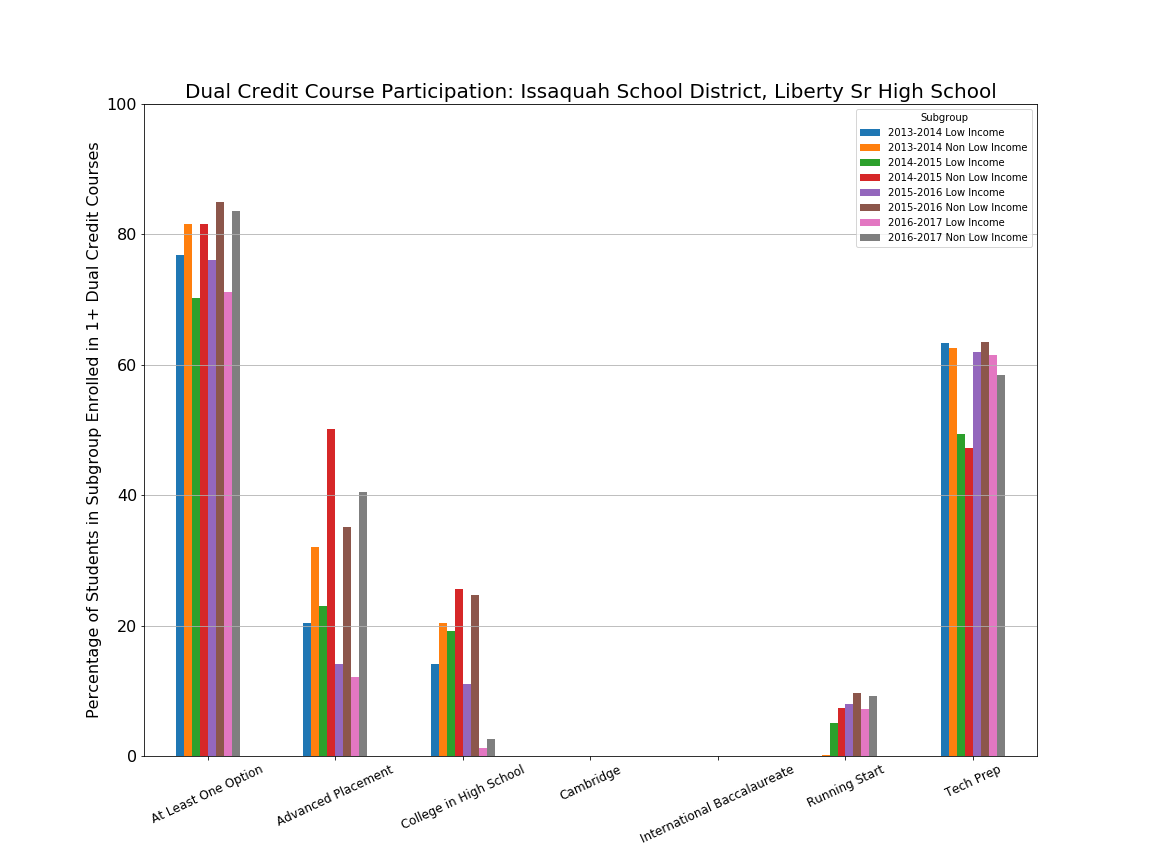 Dual Credit Course Participation: Issaquah School District, Liberty Sr High School
Percentage of Students in Subgroup Enrolled in 1+ Dual Credit Courses
100
80
60
40
20
0
Subgroup
2013-2014 Low Income
2013-2014 Non Low Income
2014-2015 Low Income
2014-2015 Non Low Income
2015-2016 Low Income
2015-2016 Non Low Income
2016-2017 Low Income
2016-2017 Non Low Income
At Least One Option
Advanced Placement
College in High School
Cambridge
International Baccalaureate
Running Start
Tech Prep